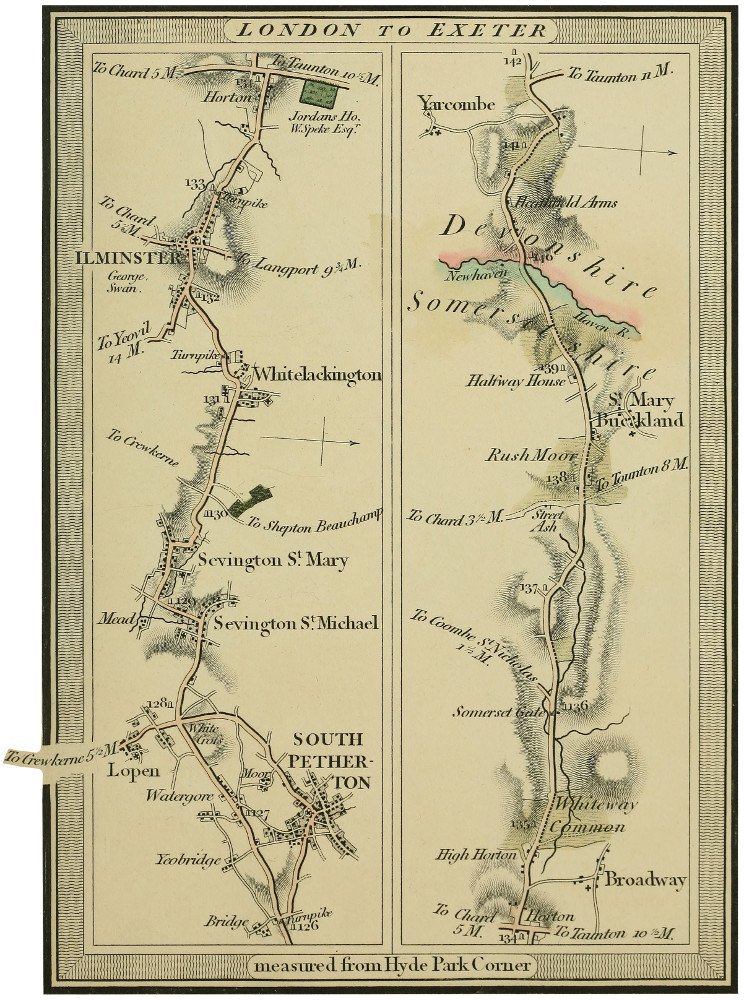 LONDON TO EXETER
To Chard 5 M.
To Taunton 10½ M.
134
Horton
Jordans Ho.
W. Speke Esqr.
133
Turnpike
To Chard
5½ M.
ILMINSTER
George.
Swan.
To Langport 9¾ M.
132
To Yeovil
14 M.
Turnpike
Whitelackington
131
To Crewkerne
130
To Shepton Beauchamp
Sevington St. Mary
129
Mead
Sevington St. Michael
128
White
Cross
To Crewkerne 5½ M.
Lopen
SOUTH
PETHER-
TON
Moor
Watergore
127
Yeobridge
Bridge
Turnpike
126
142
To Taunton 11 M.
Yarcombe
141
Heathfield Arms
Devonshire
140
Newhaven
Somersetshire
Haven R.
139
Halfway House
St. Mary
Buckland
Rush Moor
138
To Taunton 8 M.
To Chard 3½ M.
Street
Ash
137
To Coombe St. Nicholas
1½ M.
Somerset Gate
136
Whiteway
Common
135
High Horton
Broadway
To Chard
5 M.
Horton
134
To Taunton 10½ M.
measured from Hyde Park Corner